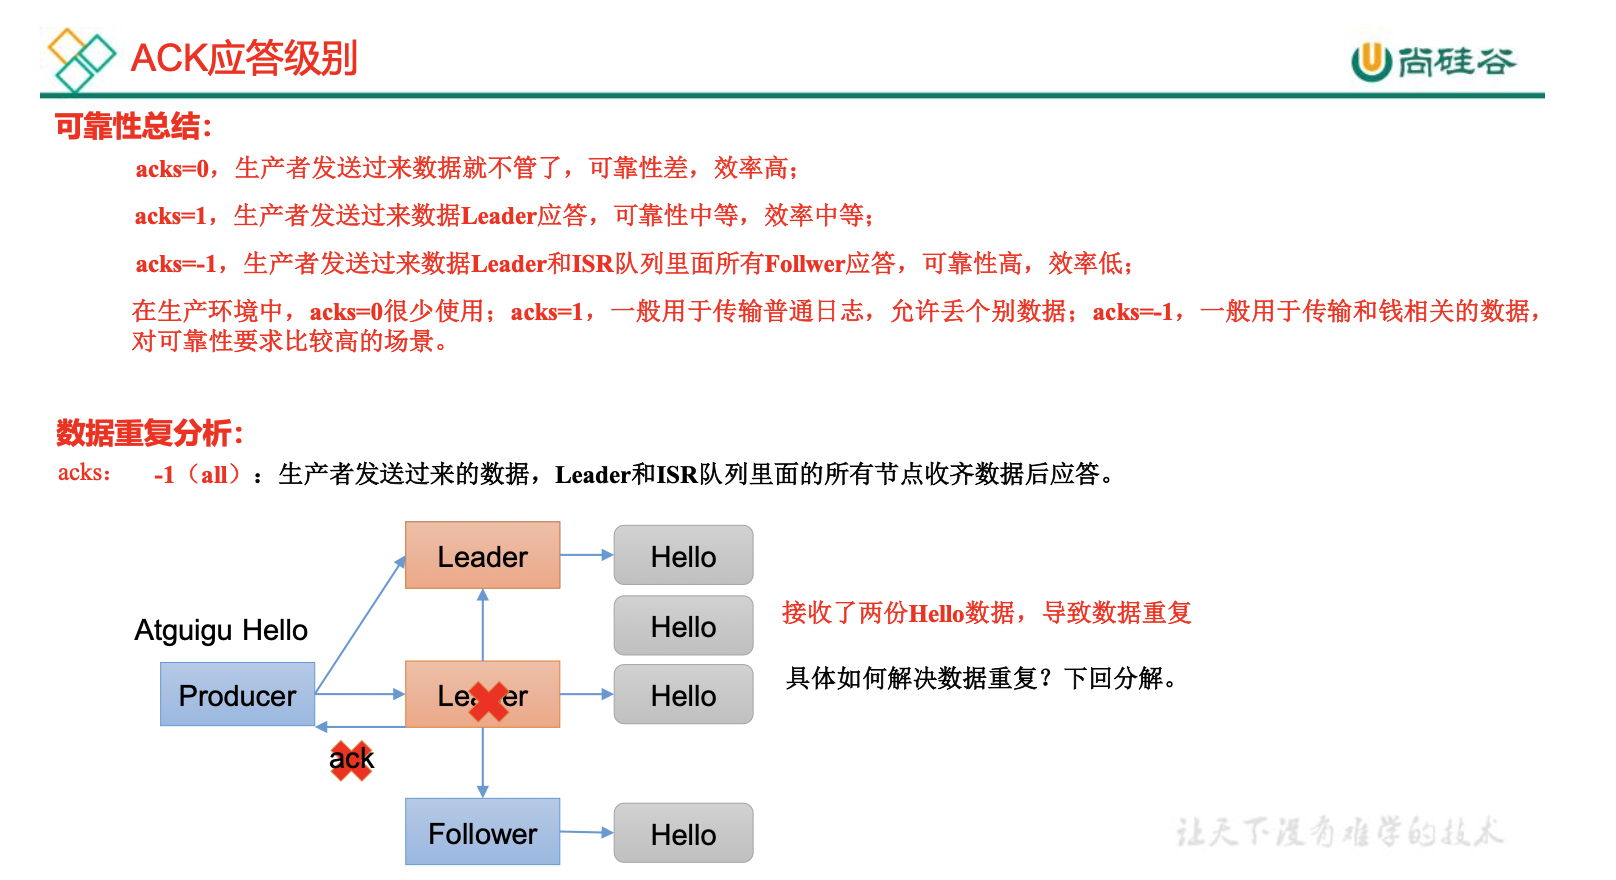 ACK应答级别
尚硅谷
可靠性总结：
acks=0，生产者发送过来数据就不管了，可靠性差，效率高；
acks=1，生产者发送过来数据Leader应答，可靠性中等，效率中等；
acks=-1，生产者发送过来数据Leader和ISR队列里面所有Follwer应答，可靠性高，效率低；
在生产环境中，acks=0很少使用；acks=1，一般用于传输普通日志，允许丢个别数据；acks=-1，一般用于传输和钱相关的数据，
对可靠性要求比较高的场景。
数据重复分析：
acks： -1（all）：生产者发送过来的数据，Leader和ISR队列里面的所有节点收齐数据后应答。
Leader
Hello
Atguigu Hello
Hello
接收了两份Hello数据，导致数据重复
Producer
Leader
Hello
具体如何解决数据重复？下回分解。
ack
Follower
Hello
让天下没有难学的技术